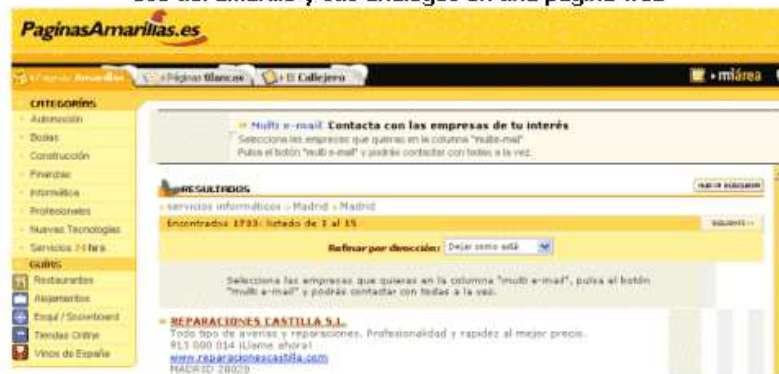 PaginasAmarillas.es
Páginas Blancas
El Callejero
miárea
CATEGORÍAS
Automoción
Bodas
Construcción
Finanzas
Informática
Profesionales
Nuevas Tecnologías
Servicios 24 hrs
GUÍAS
Restaurantes
Alojamientos
Esquí / Snowboard
Tiendas Online
Vinos de España
Multi e-mail Contacta con las empresas de tu interés
Selecciona las empresas que quieras en la columna "multi-mail"
Pulsa el botón "multi e-mail" y podrás contactar con todas a la vez.
RESULTADOS
servicios informáticos > Madrid > Madrid
Encontrados 1733: listado de 1 al 15
Refinar por dirección: Dejar como está
Selecciona las empresas que quieras en la columna "multi e-mail", pulsa el botón
"multi e-mail" y podrás contactar con todas a la vez.
REPARACIONES CASTILLA S.L.
Todo tipo de averías y reparaciones. Profesionalidad y rapidez al mejor precio.
913 000 014 ¡Llame ahora!
www.reparacionescastilla.com
MADRID 28020